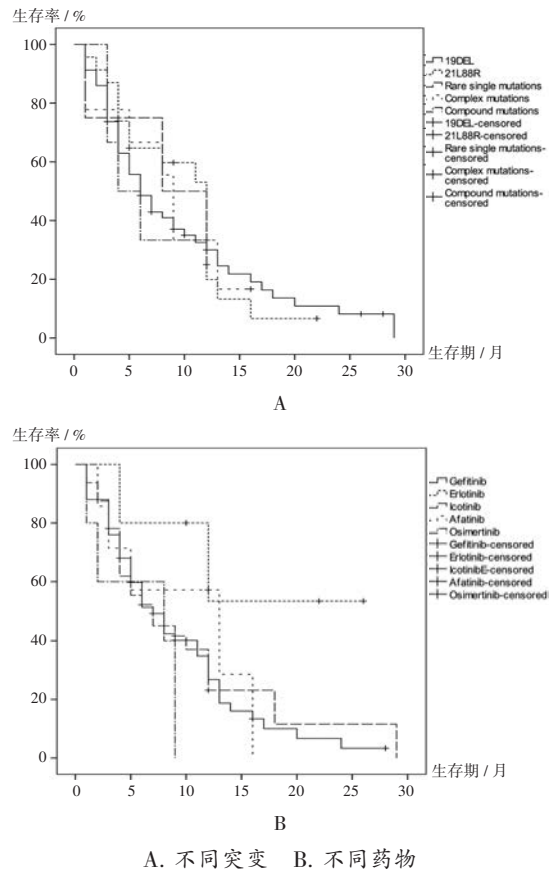 生存率 / %
100
80
60
40
20
0
0 5 10 15 20 25 30
生存期 / 月
19DEL
21L88R
Rare single mutations
Complex mutations
Compound mutations
19DEL-censored
21L88R-censored
Rare single mutations-
censored
Complex mutations-
censored
Compound mutations-
censored
A
生存率 / %
100
80
60
40
20
0
0 5 10 15 20 25 30
生存期 / 月
Gefitinib
Erlotinib
Icotinib
Afatinib
Osimertinib
Gefitinib-censored
Erlotinib-censored
IcotinibE-censored
Afatinib-censored
Osimertinib-censored
B
A. 不同突变 B. 不同药物